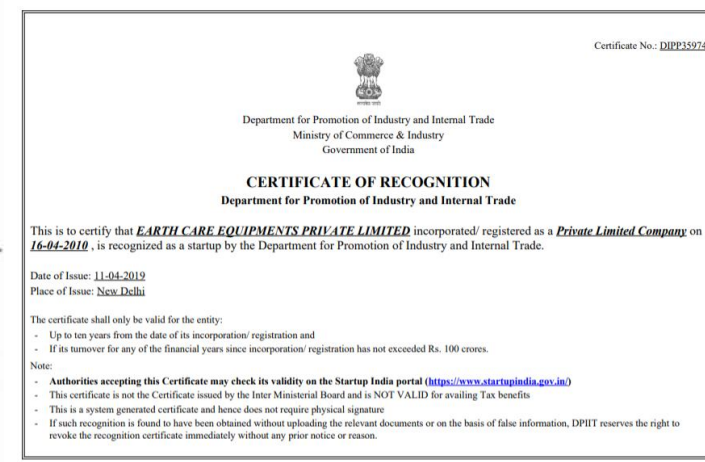 Certificate No.: DIPP35974
सत्यमेव जयते
Department for Promotion of Industry and Internal Trade
Ministry of Commerce & Industry
Government of India
CERTIFICATE OF RECOGNITION
Department for Promotion of Industry and Internal Trade
This is to certify that EARTH CARE EQUIPMENTS PRIVATE LIMITED incorporated/ registered as a Private Limited Company on
16-04-2010 , is recognized as a startup by the Department for Promotion of Industry and Internal Trade.
Date of Issue: 11-04-2019
Place of Issue: New Delhi
The certificate shall only be valid for the entity:
- Up to ten years from the date of its incorporation/ registration and
- If its turnover for any of the financial years since incorporation/ registration has not exceeded Rs. 100 crores.
Note:
- Authorities accepting this Certificate may check its validity on the Startup India portal (https://www.startupindia.gov.in/)
- This certificate is not the Certificate issued by the Inter Ministerial Board and is NOT VALID for availing Tax benefits
- This is a system generated certificate and hence does not require physical signature
- If such recognition is found to have been obtained without uploading the relevant documents or on the basis of false information, DPIIT reserves the right to
revoke the recognition certificate immediately without any prior notice or reason.